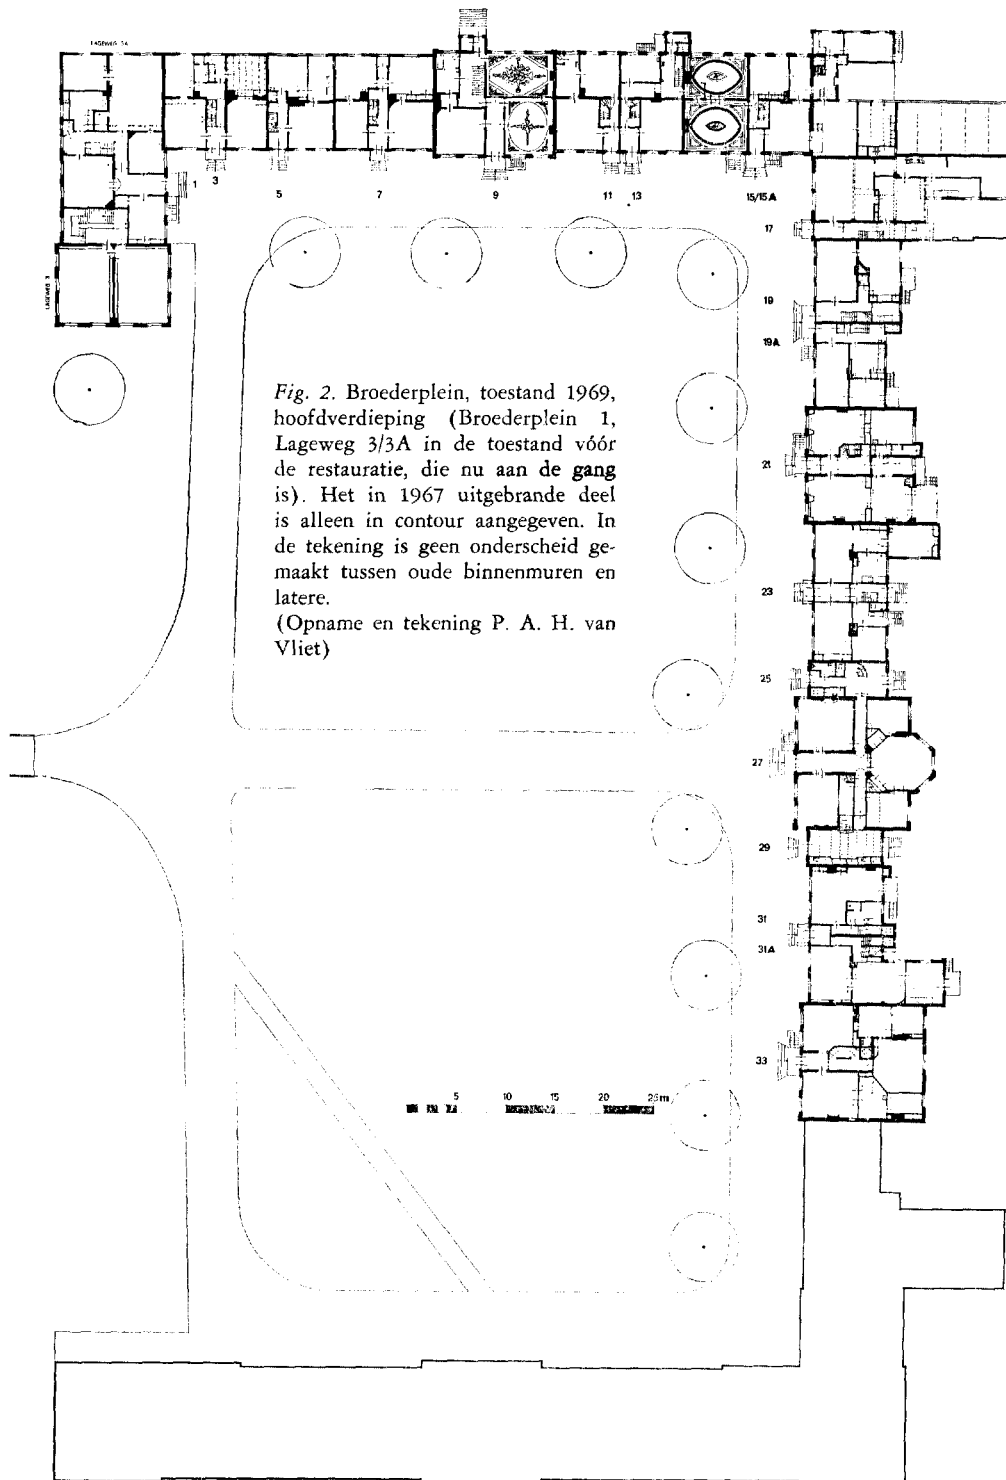 LAGEWEG 3A
1
3
5
7
9
11 13
15/15A
17
LAGEWEG 3
19
19A
Fig. 2. Broederplein, toestand 1969,
hoofdverdieping (Broederplein 1,
Lageweg 3/3A in de toestand vóór
de restauratie, die nu aan de gang
is). Het in 1967 uitgebrande deel
is alleen in contour aangegeven. In
de tekening is geen onderscheid ge-
maakt tussen oude binnenmuren en
latere.
(Opname en tekening P. A. H. van
Vliet)
21
23
25
27
29
31
31A
33
5 10 15 20 25m